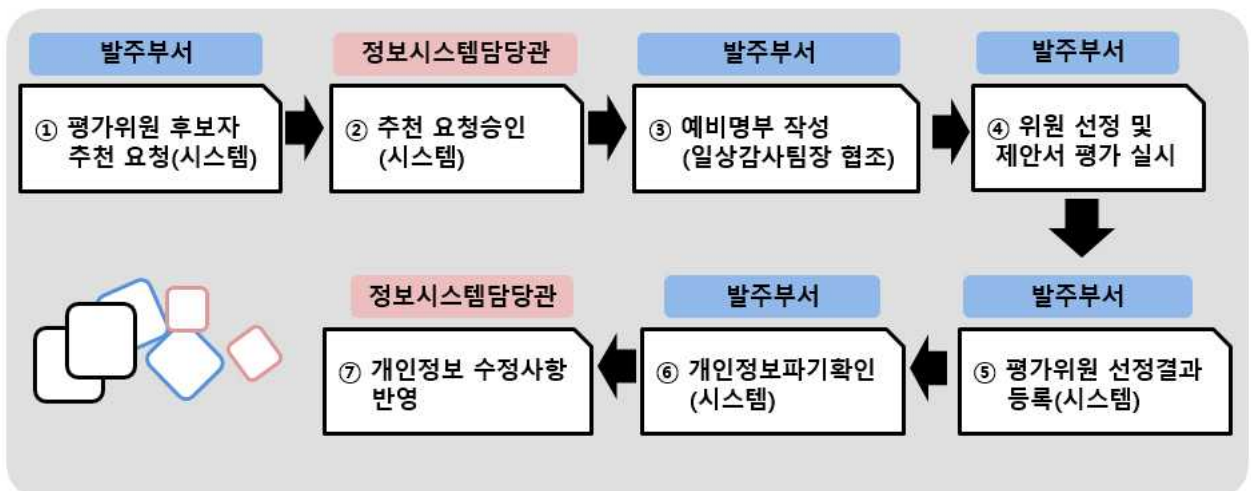 발주부서
① 평가위원 후보자
추천 요청(시스템)
정보시스템담당관
② 추천 요청승인
(시스템)
발주부서
③ 예비명부 작성
(일상감사팀장 협조)
발주부서
④ 위원 선정 및
제안서 평가 실시
발주부서
⑤ 평가위원 선정결과
등록(시스템)
발주부서
⑥ 개인정보파기확인
(시스템)
정보시스템담당관
⑦ 개인정보 수정사항
반영